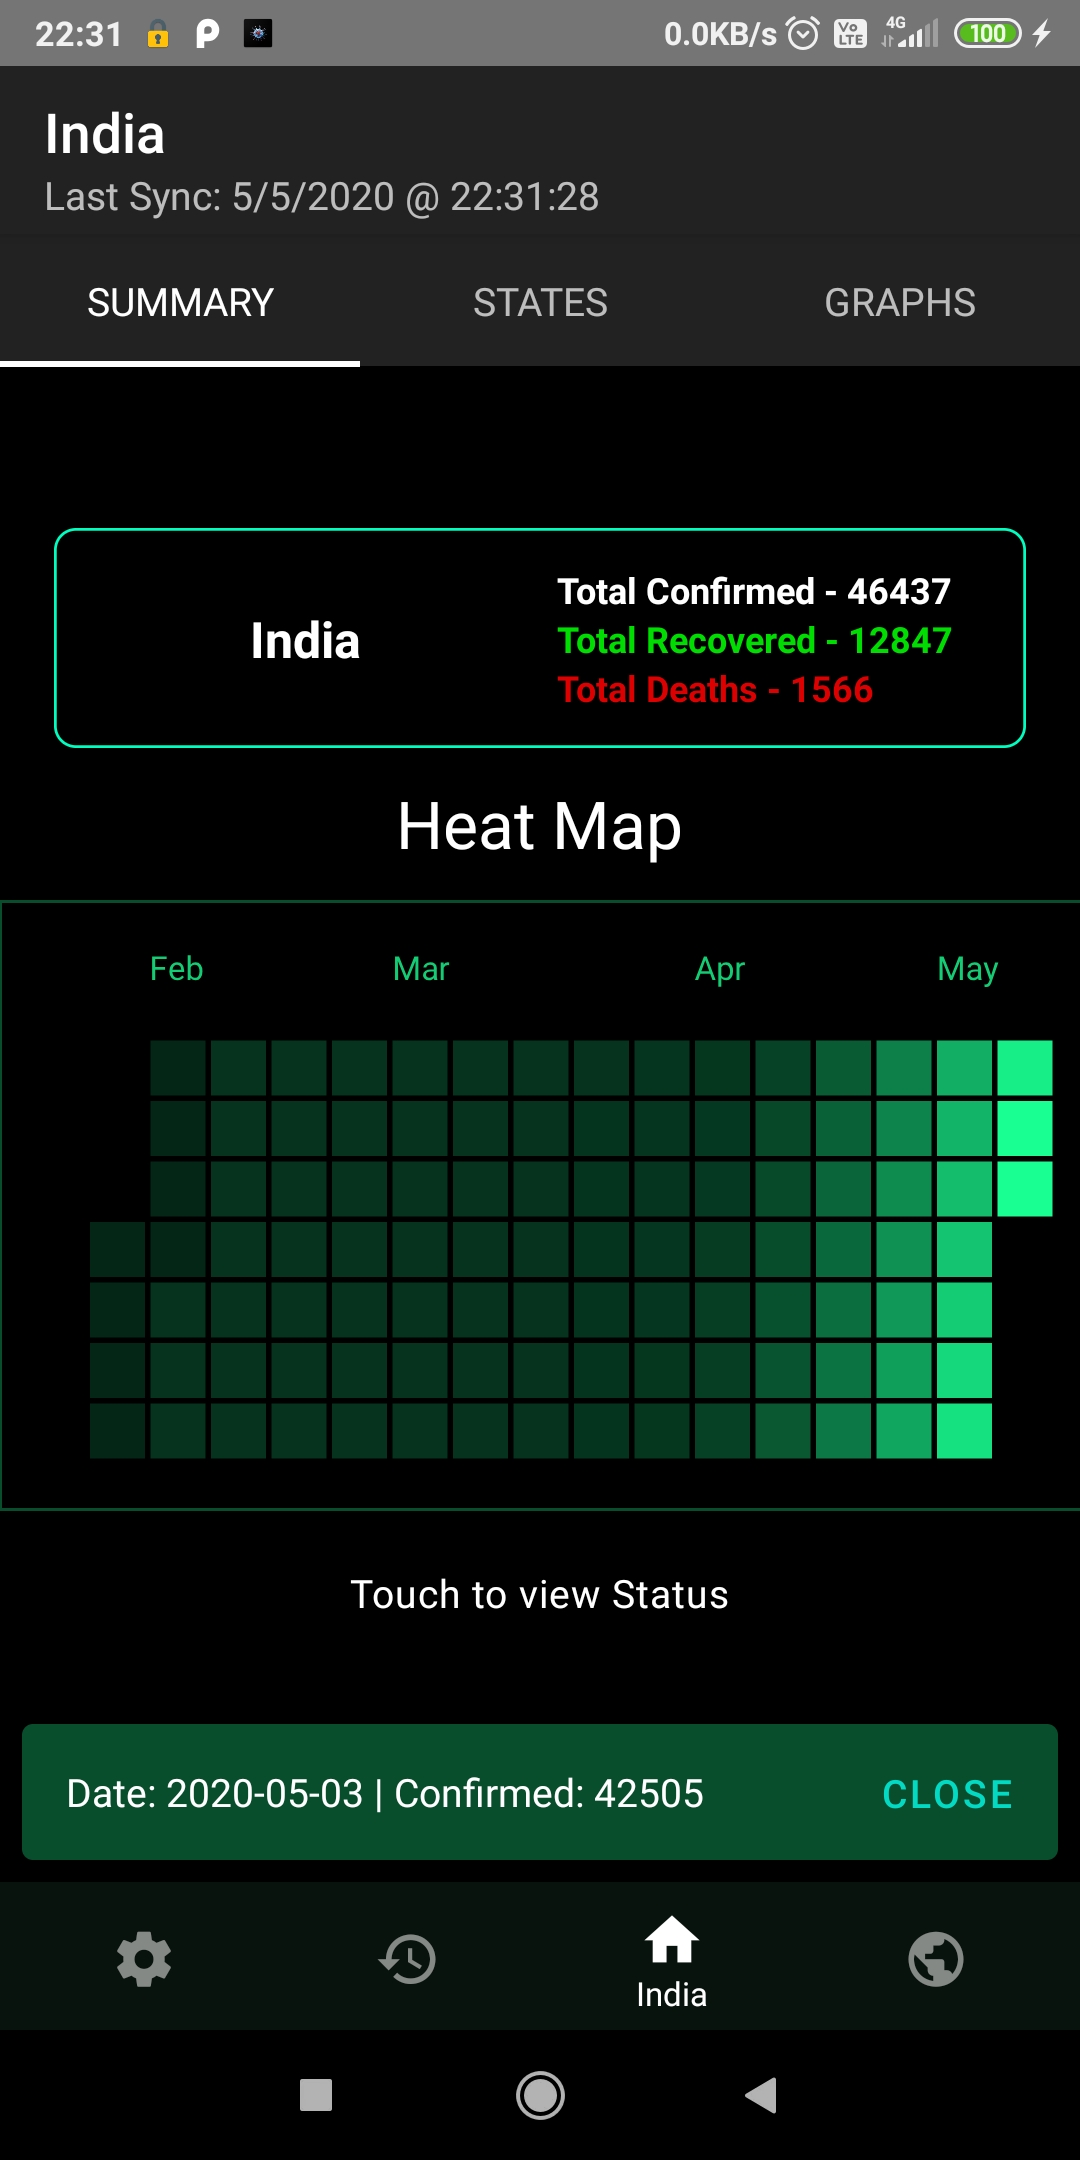 22:31 0.0KB/s Vo LTE 4G 100
India
Last Sync: 5/5/2020 @ 22:31:28
SUMMARY STATES GRAPHS
India
Total Confirmed - 46437
Total Recovered - 12847
Total Deaths - 1566
Heat Map
Feb Mar Apr May
Touch to view Status
Date: 2020-05-03 | Confirmed: 42505 CLOSE
India